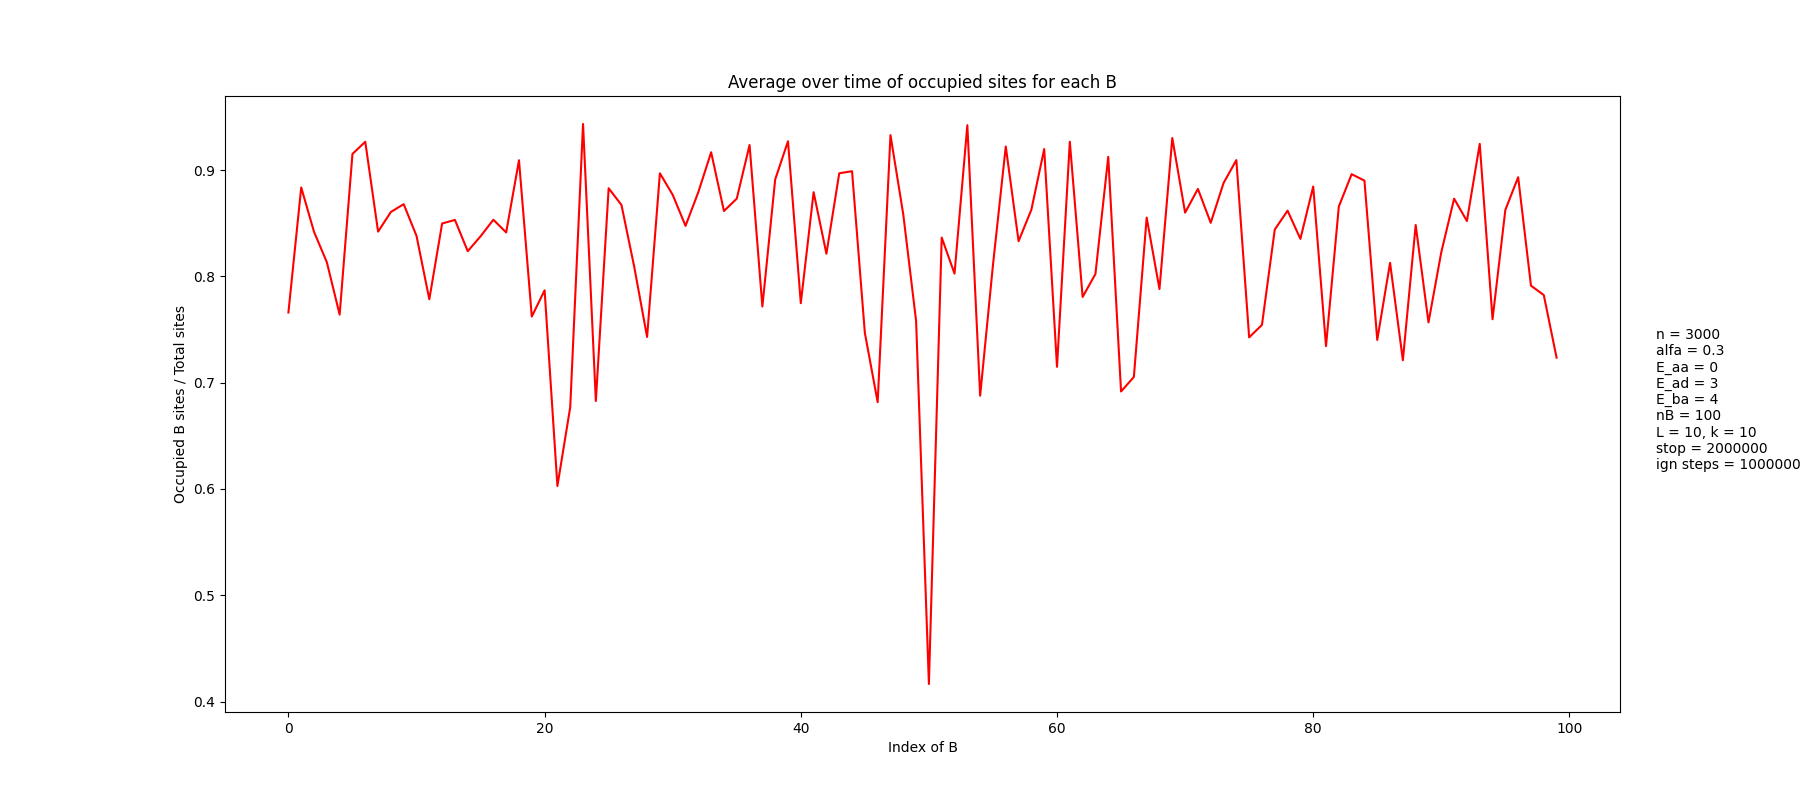 Average over time of occupied sites for each B
Occupied B sites / Total sites
0.9
0.8
0.7
0.6
0.5
0.4
0
20
40
60
80
100
Index of B
n = 3000
alfa = 0.3
E_aa = 0
E_ad = 3
E_ba = 4
nB = 100
L = 10, k = 10
stop = 2000000
ign steps = 1000000